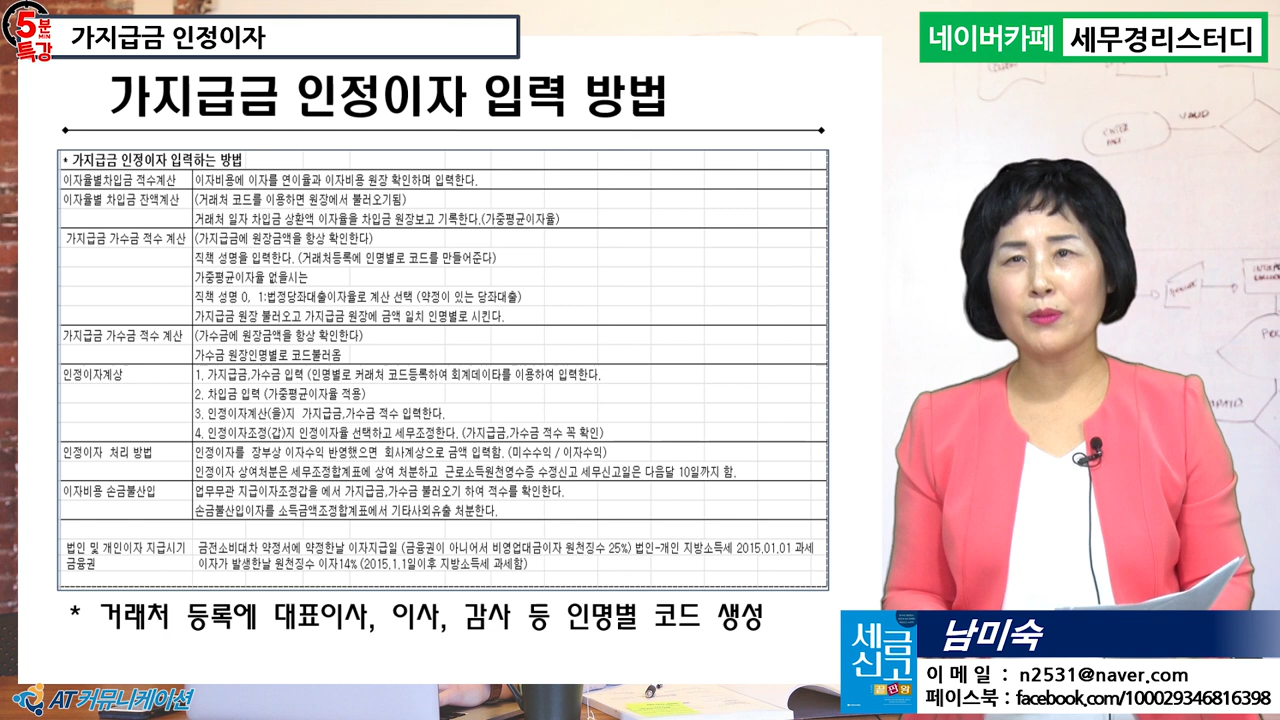 5분
MIN
특강
가지급금 인정이자
네이버카페 세무경리스터디
가지급금 인정이자 입력 방법
* 가지급금 인정이자 입력하는 방법
이자율별차입금 적수계산 이자비용에 이자를 연이율과 이자비용 원장 확인하며 입력한다.
이자율별 차입금 잔액계산 (거래처 코드를 이용하면 원장에서 불러오기됨)
거래처 일자 차입금 상환액 이자율을 차입금 원장보고 기록한다.(가중평균이자율)
가지급금 가수금 적수 계산 (가지급금에 원장금액을 항상 확인한다)
직책 성명을 입력한다. (거래처등록에 인명별로 코드를 만들어준다)
가중평균이자율 없을시는
직책 성명 0, 1:법정당좌대출이자율로 계산 선택 (약정이 있는 당좌대출)
가지급금 원장 불러오고 가지급금 원장에 금액 일치 인명별로 시킨다.
가지급금 가수금 적수 계산 (가수금에 원장금액을 항상 확인한다)
가수금 원장인명별로 코드불러옴
인정이자계상 1. 가지급금,가수금 입력 (인명별로 커래처 코드등록하여 회계데이타를 이용하여 입력한다.
2. 차입금 입력 (가중평균이자율 적용)
3. 인정이자계산(을)지 가지급금,가수금 적수 입력한다.
4. 인정이자조정(갑)지 인정이자율 선택하고 세무조정한다. (가지급금,가수금 적수 꼭 확인)
인정이자 처리 방법 인정이자를 장부상 이자수익 반영했으면 회사계상으로 금액 입력함. (미수수익 / 이자수익)
인정이자 상여처분은 세무조정합계표에 상여 처분하고 근로소득원천영수증 수정신고 세무신고일은 다음달 10일까지 함.
이자비용 손금불산입 업무무관 지급이자조정갑을 에서 가지급금,가수금 불러오기 하여 적수를 확인한다.
손금불산입이자를 소득금액조정합계표에서 기타사외유출 처분한다.
법인 및 개인이자 지급시기 금전소비대차 약정서에 약정한날 이자지급일 (금융권이 아니어서 비영업대금이자 원천징수 25%) 법인-개인 지방소득세 2015.01.01 과세
금융권 이자가 발생한날 원천징수 이자14% (2015.1.1일이후 지방소득세 과세함)
* 거래처 등록에 대표이사, 이사, 감사 등 인명별 코드 생성
세금
신고
끝판왕
남미숙
이 메 일 : n2531@naver.com
페이스북 : facebook.com/100029346816398
AT커뮤니케이션
VALID